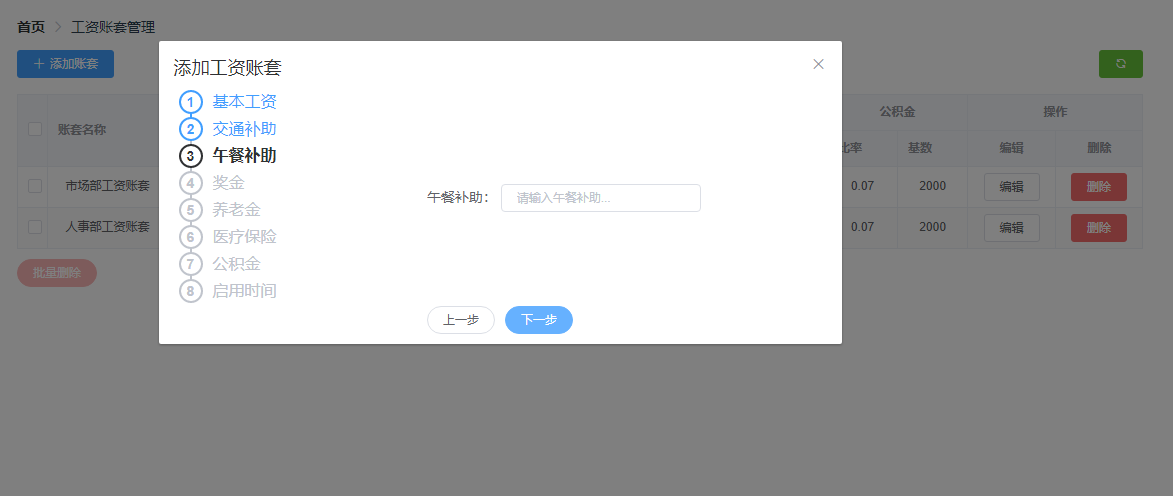 首页 > 工资账套管理
+ 添加账套
添加工资账套
1 基本工资
2 交通补助
3 午餐补助
4 奖金
5 养老金
6 医疗保险
7 公积金
8 启用时间
午餐补助: 请输入午餐补助...
上一步 下一步
账套名称 公积金 操作
比率 基数 编辑 删除
市场部工资账套 0.07 2000 编辑 删除
人事部工资账套 0.07 2000 编辑 删除
批量删除